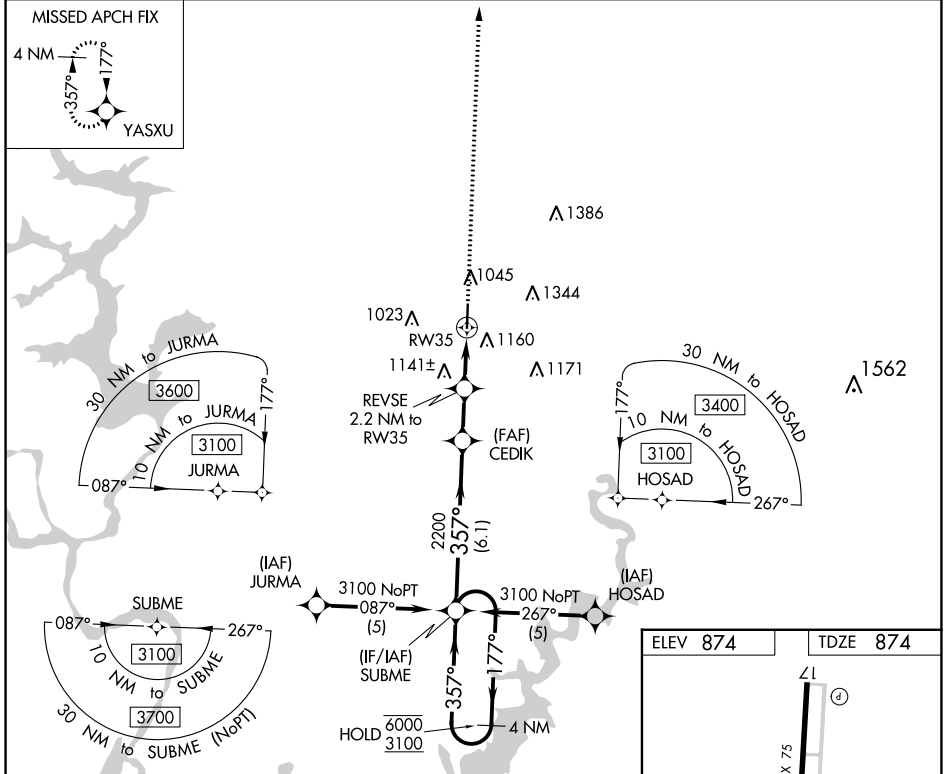 MISSED APCH FIX
4 NM
177°
357°
YASXU
1386
1045
1344
1023
RW35
1160
1141±
1171
1562
REVSE
2.2 NM to
RW35
(FAF)
CEDIK
30 NM to JURMA
3600
177°
10 NM to JURMA
3100
JURMA
087°
30 NM to HOSAD
3400
177°
10 NM to HOSAD
3100
HOSAD
267°
2200
357°
(6.1)
(IAF)
JURMA
3100 NoPT
087°
(5)
3100 NoPT
267°
(5)
(IAF)
HOSAD
(IF/IAF)
SUBME
SUBME
087°
267°
3100
10 NM to SUBME
3700
30 NM to SUBME (NoPT)
357°
177°
HOLD
6000
3100
4 NM
ELEV 874
TDZE 874
17
P
X 75